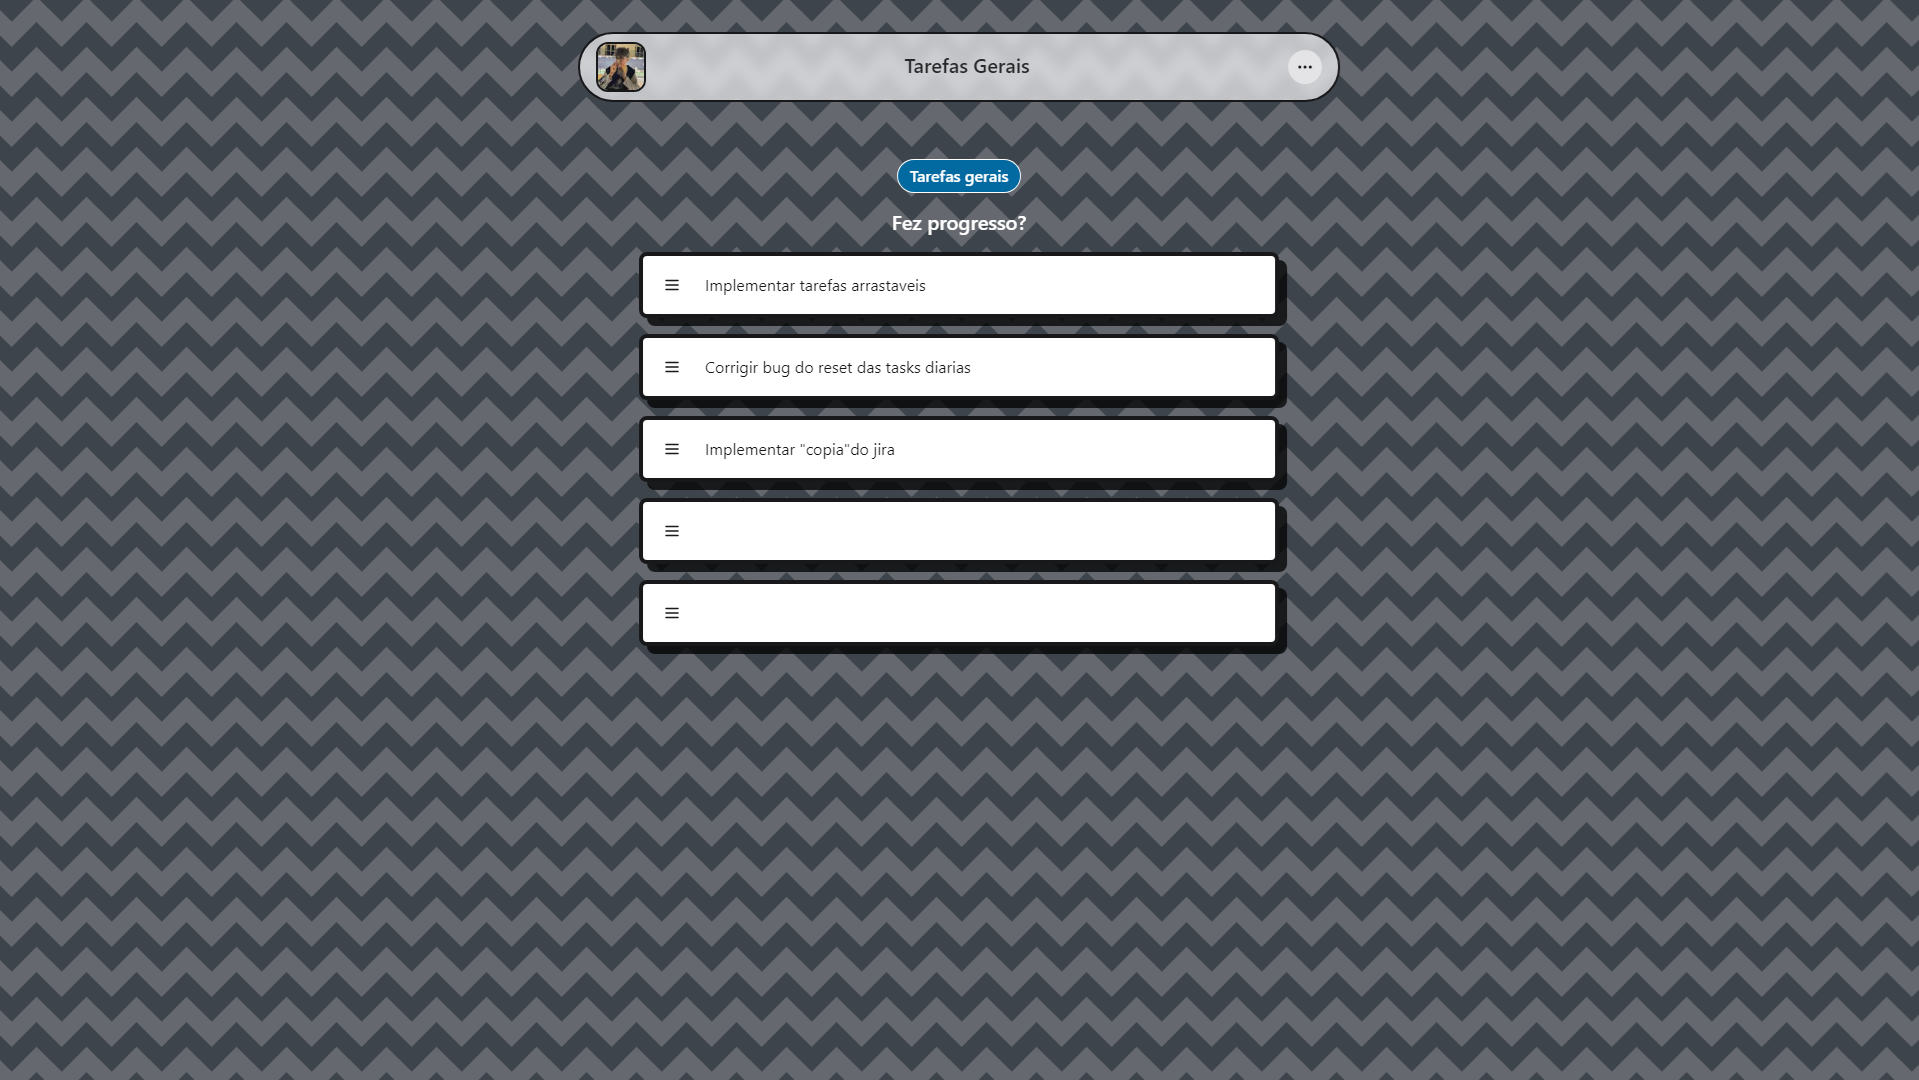 Tarefas Gerais
Tarefas gerais
Fez progresso?
Implementar tarefas arrastaveis
Corrigir bug do reset das tasks diarias
Implementar "copia"do jira